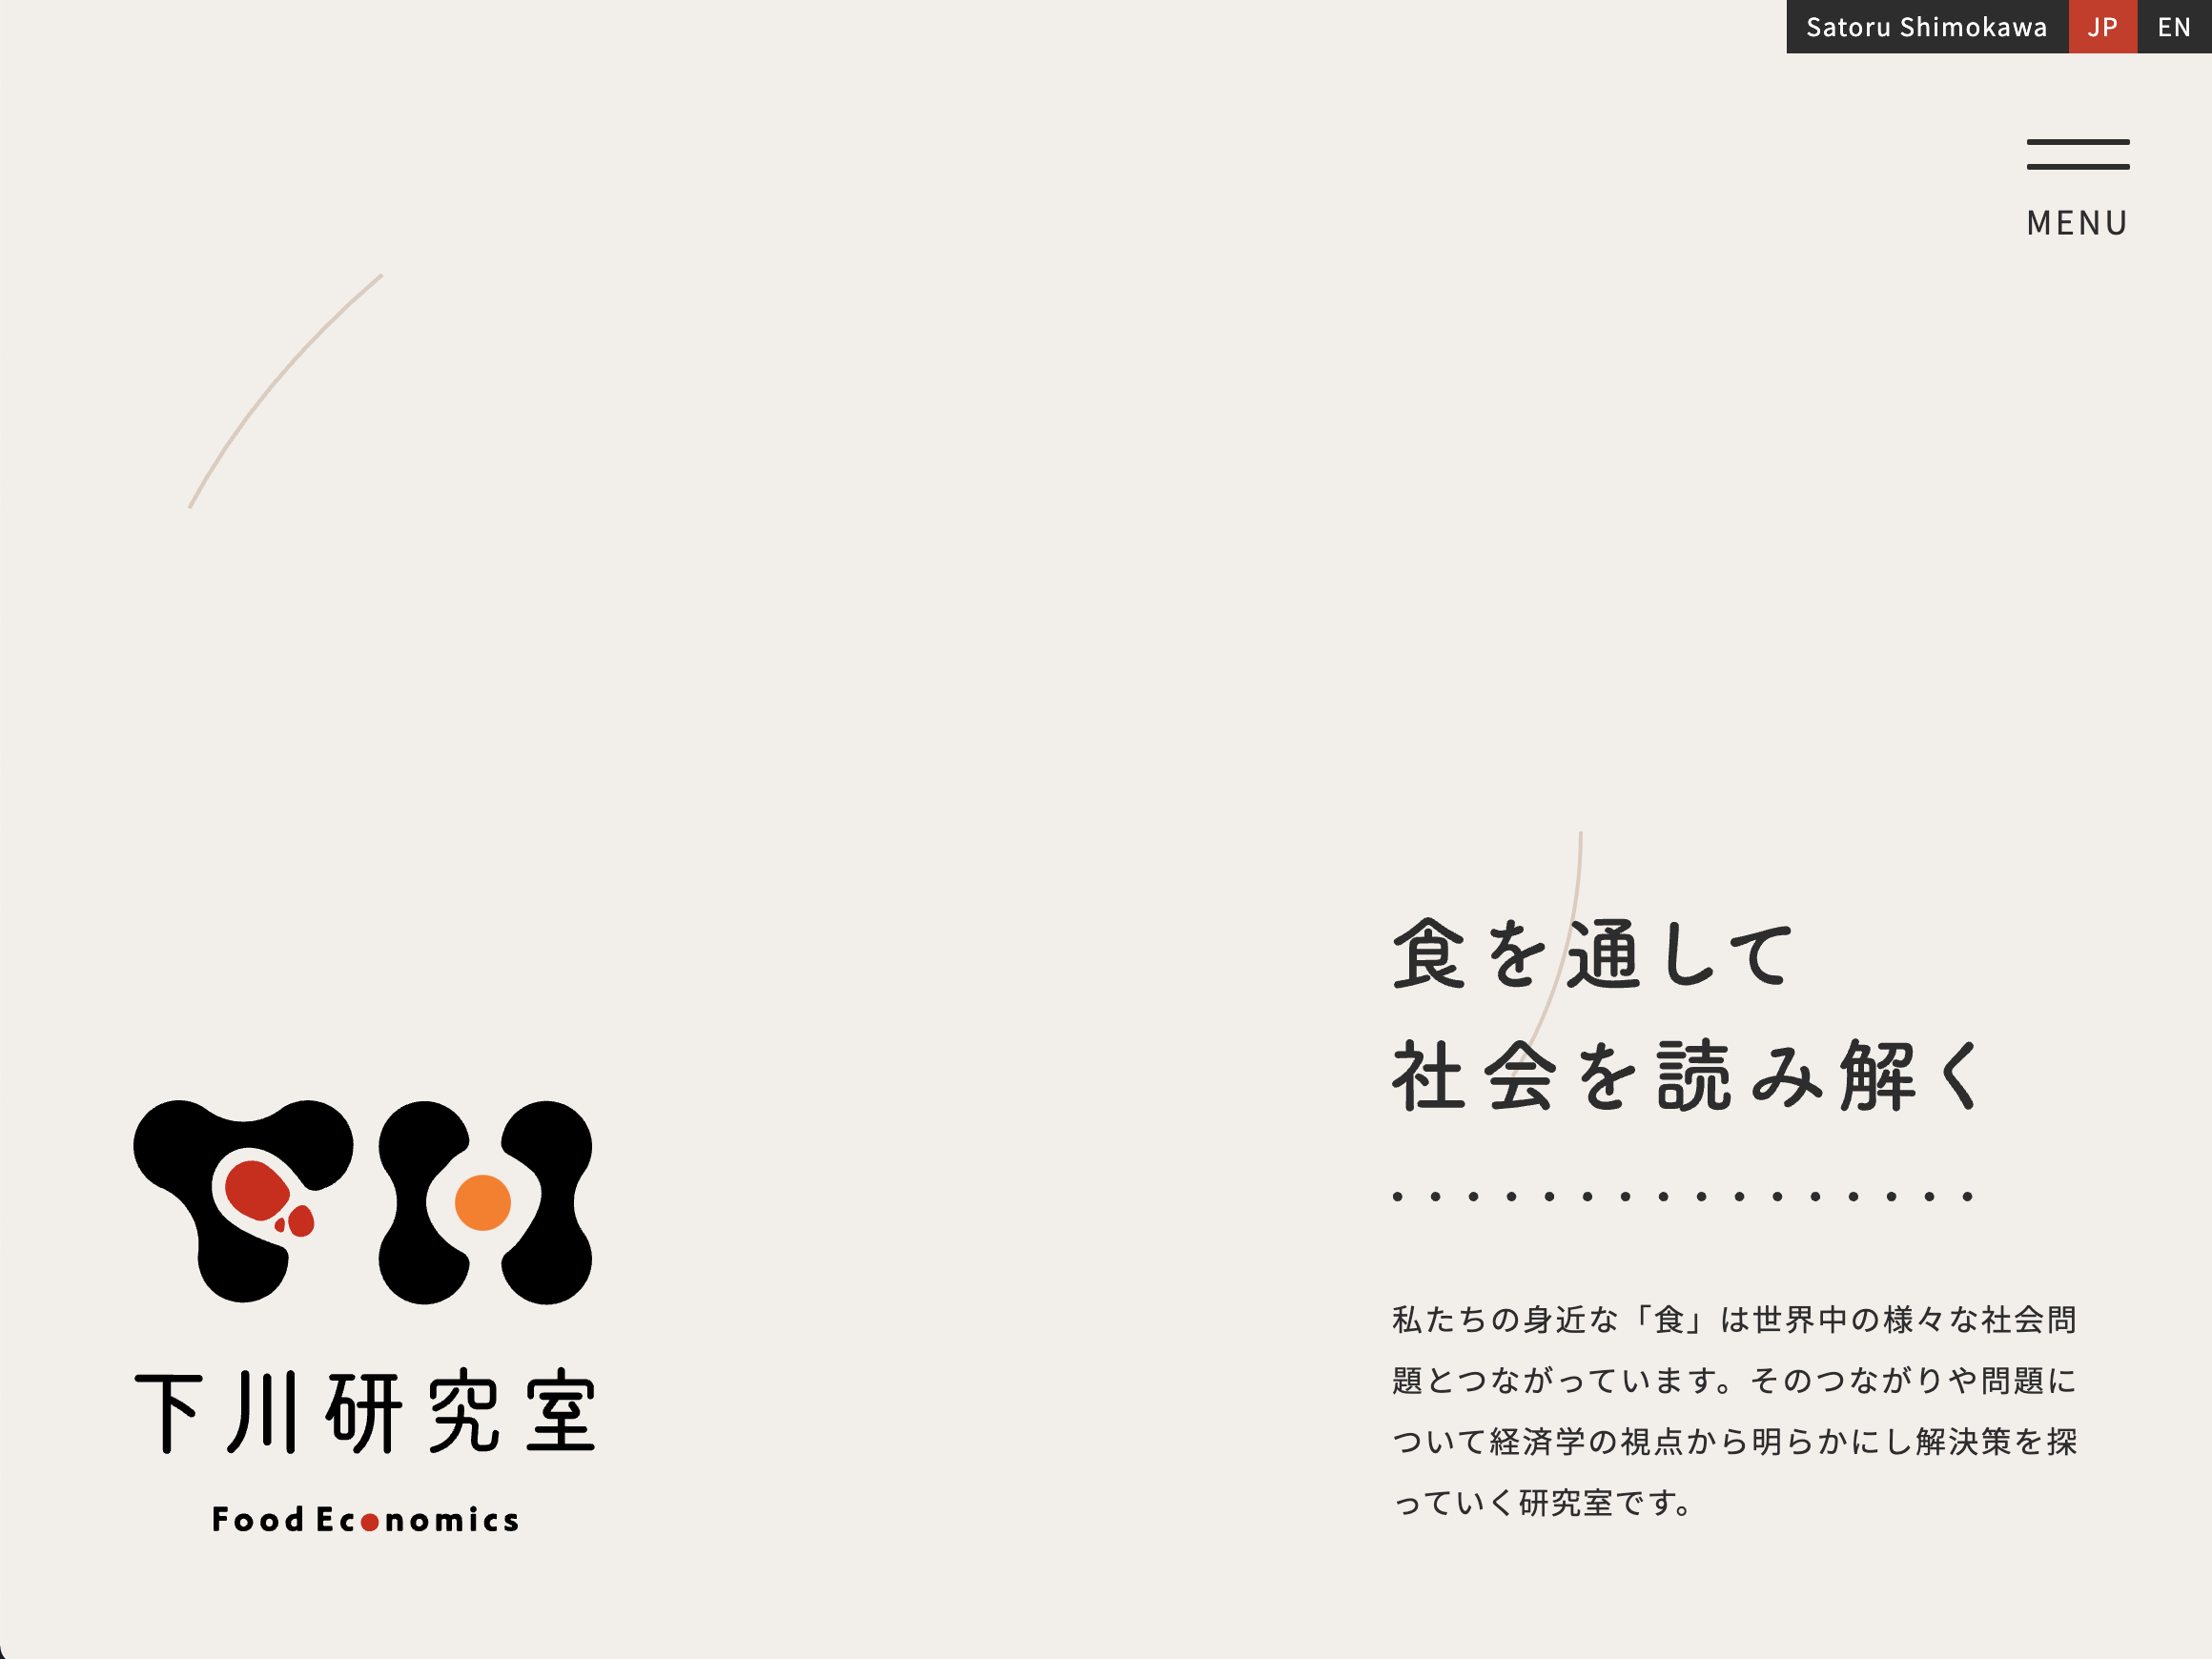 Satoru Shimokawa JP EN
MENU
食を通して
社会を読み解く
私たちの身近な「食」は世界中の様々な社会問
題とつながっています。そのつながりや問題に
ついて経済学の視点から明らかにし解決策を探
っていく研究室です。
下川研究室
Food Economics